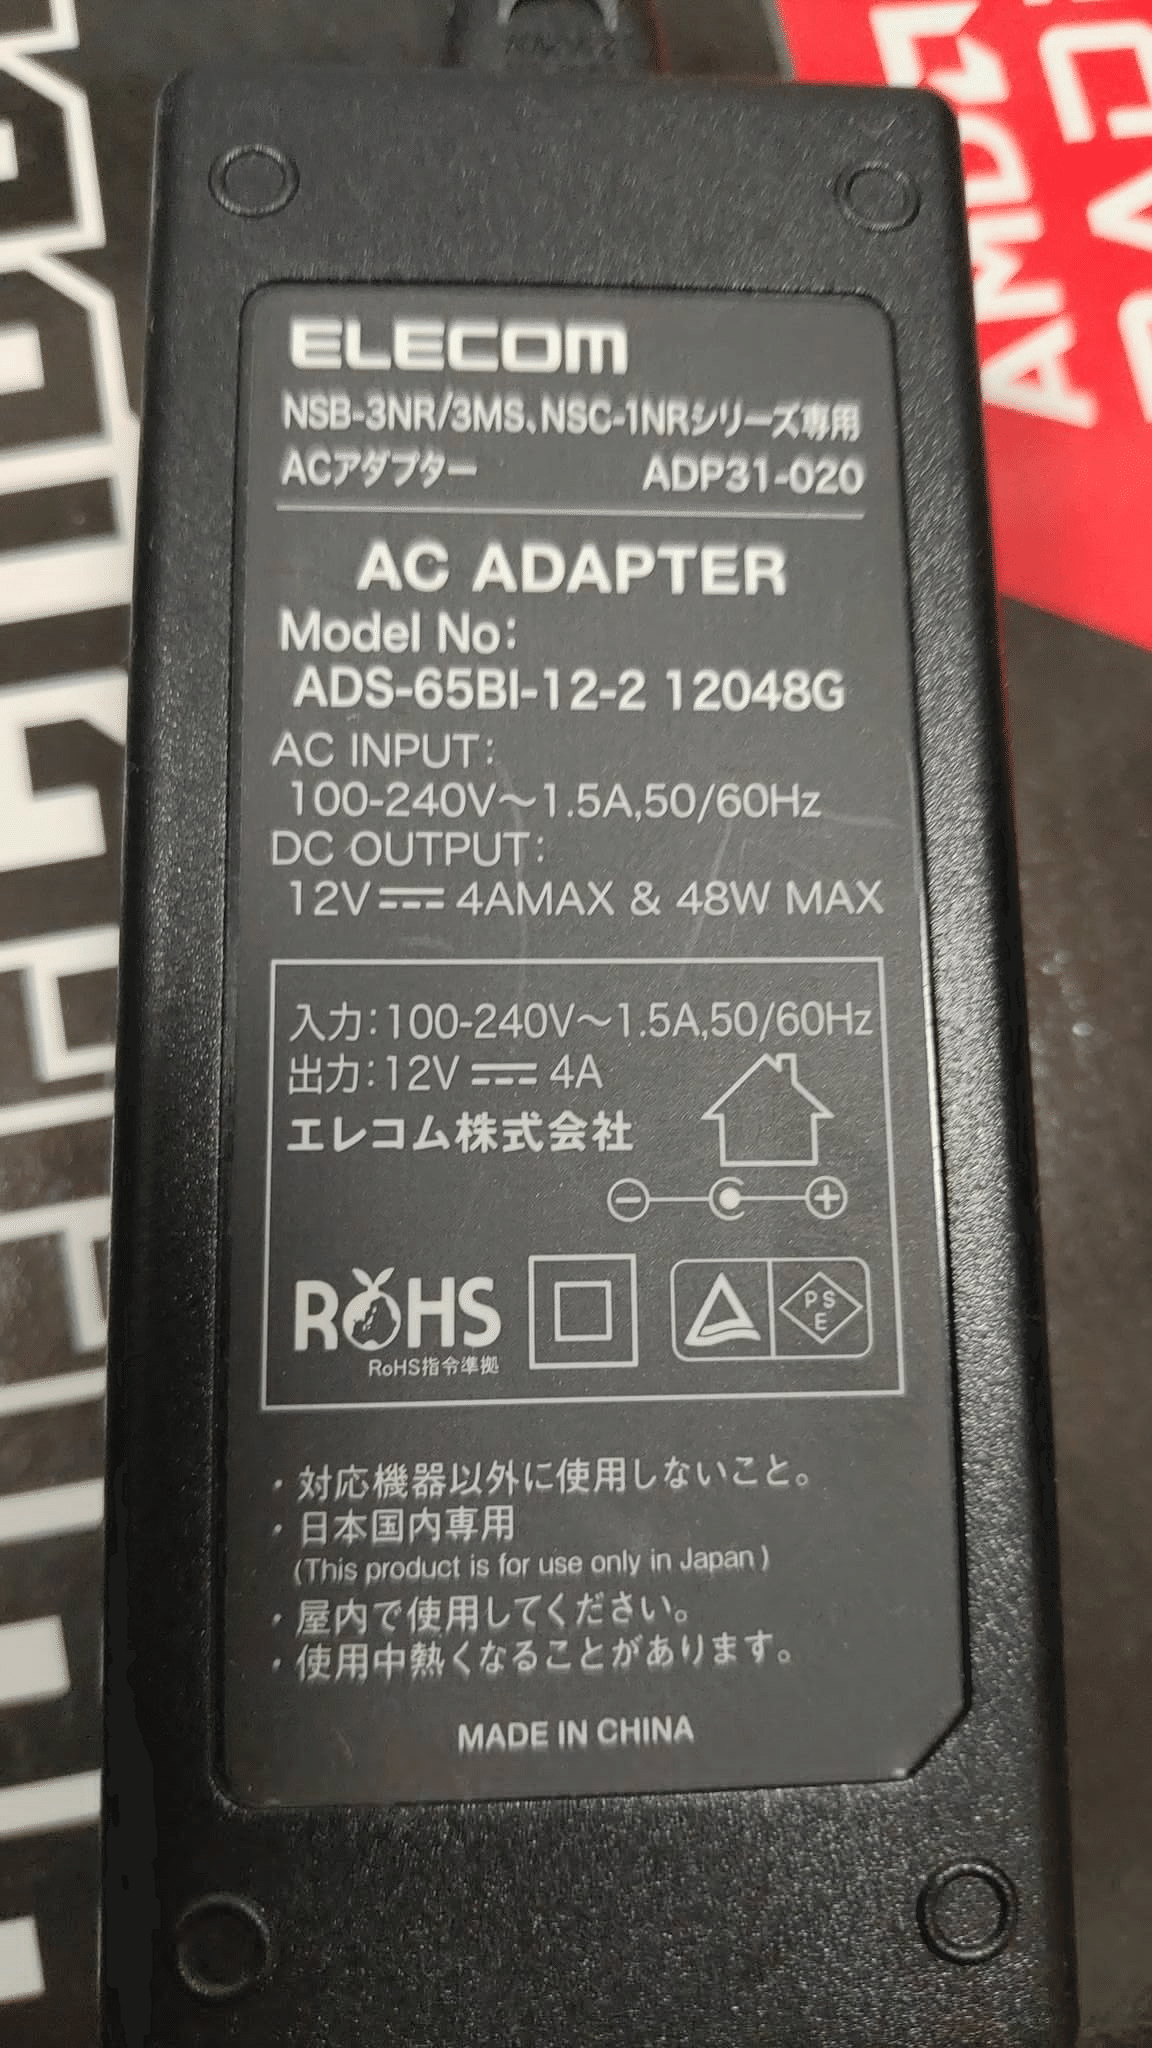 ELECOM
NSB-3NR/3MS、NSC-1NRシリーズ専用
ACアダプター ADP31-020
AC ADAPTER
Model No:
ADS-65BI-12-2 12048G
AC INPUT:
100-240V～1.5A,50/60Hz
DC OUTPUT:
12V⎓4AMAX & 48W MAX
入力:100-240V～1.5A,50/60Hz
出力:12V ⎓ 4A
エレコム株式会社
RoHS
RoHS指令準拠
PSE
・対応機器以外に使用しないこと。
・日本国内専用
(This product is for use only in Japan)
・屋内で使用してください。
・使用中熱くなることがあります。
MADE IN CHINA
AMD